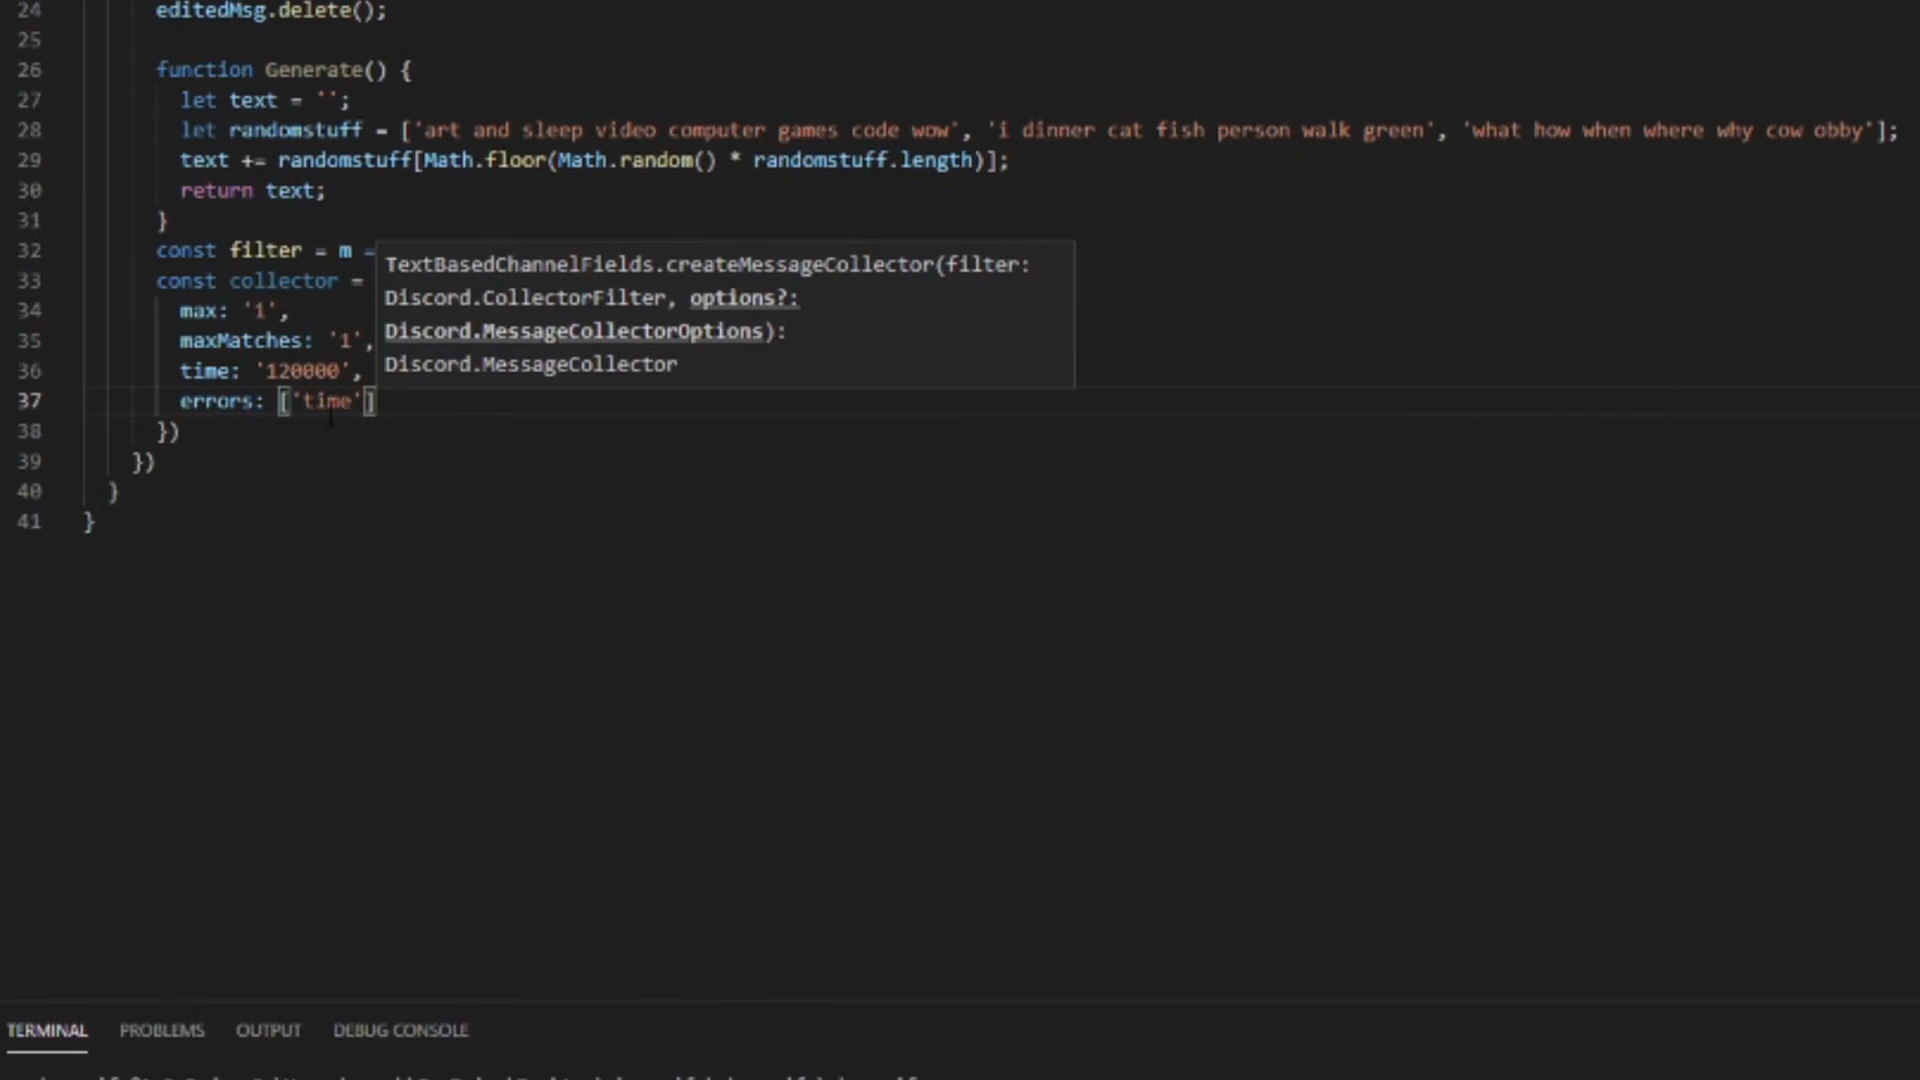 24 editedMsg.delete();
25
26 function Generate() {
27 let text = '';
28 let randomstuff = ['art and sleep video computer games code wow', 'i dinner cat fish person walk green', 'what how when where why cow obby'];
29 text += randomstuff[Math.floor(Math.random() * randomstuff.length)];
30 return text;
31 }
32 const filter = m =
TextBasedChannelFields.createMessageCollector(filter:
33 const collector =
Discord.CollectorFilter, options?:
34 max: '1',
Discord.MessageCollectorOptions):
35 maxMatches: '1',
Discord.MessageCollector
36 time: '120000',
37 errors: ['time']
38 })
39 })
40 }
41 }
TERMINAL PROBLEMS OUTPUT DEBUG CONSOLE